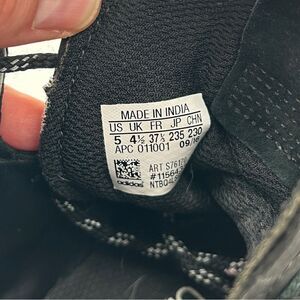 MADE IN INDIA
US UK FR JP CHN
5 4½ 37⅓ 235 230
APC 011001 09/
ART
adidas